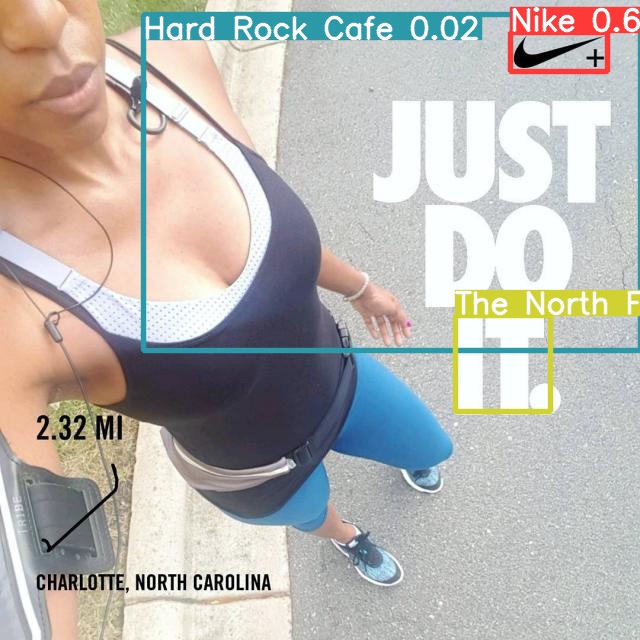 Hard Rock Cafe 0.02
Nike 0.6
+
JUST
DO
The North F
IT.
2.32 MI
TRIBE
CHARLOTTE, NORTH CAROLINA